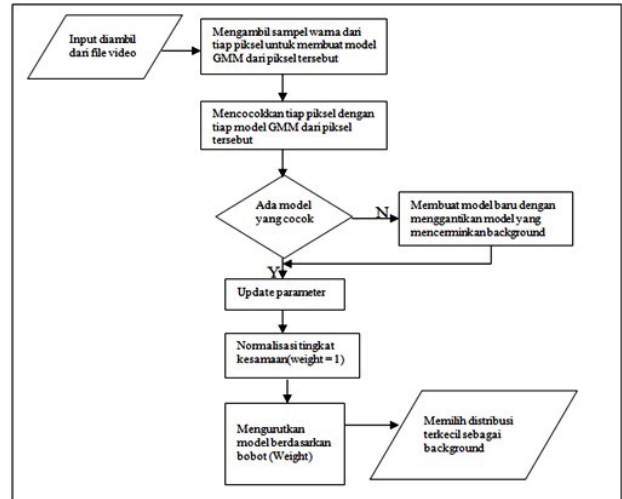 Input diambil
dari file video
Mengambil sampel warna dari
tiap piksel untuk membuat model
GMM dari piksel tersebut
Mencocokkan tiap piksel dengan
tiap model GMM dari piksel
tersebut
Ada model
yang cocok
N
Membuat model baru dengan
menggantikan model yang
mencerminkan background
Y
Update parameter
Normalisasi tingkat
kesamaan(weight = 1)
Mengurutkan
model berdasarkan
bobot (Weight)
Memilih distribusi
terkecil sebagai
background